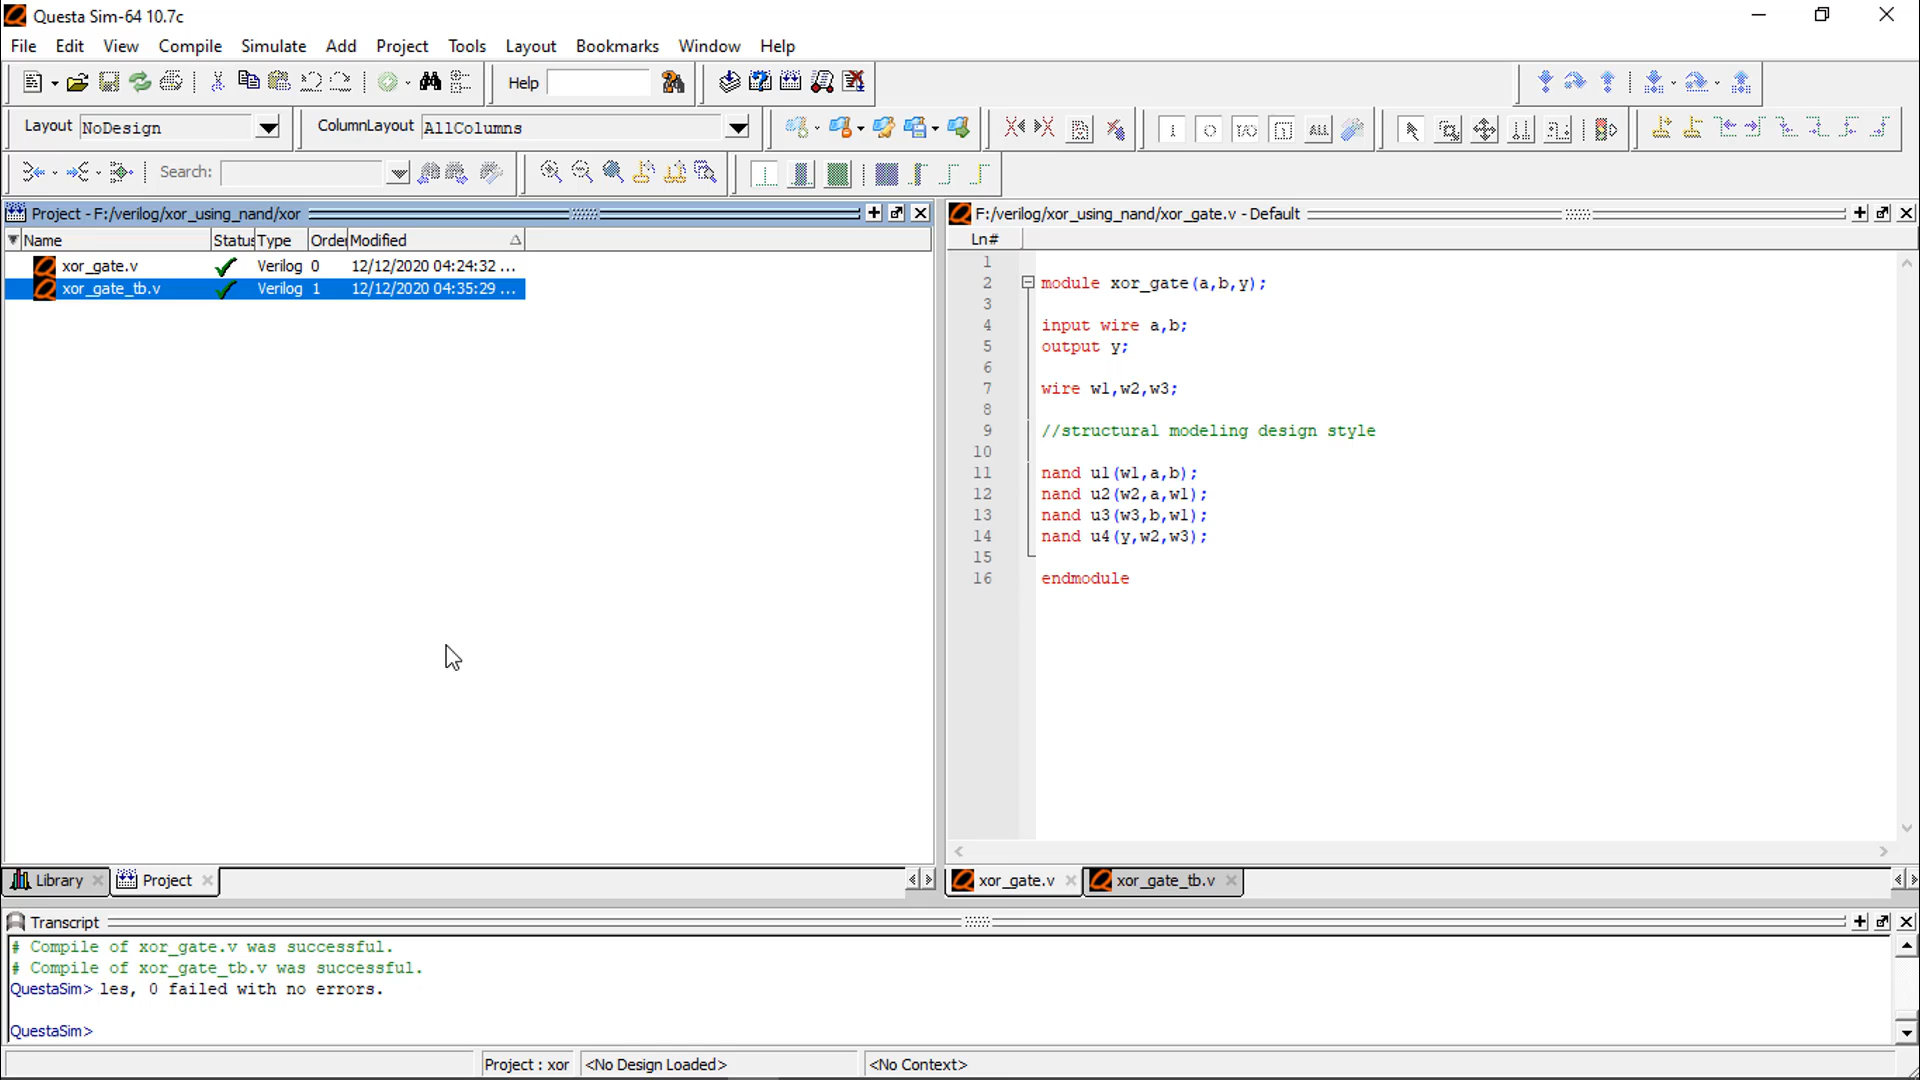 Questa Sim-64 10.7c
File Edit View Compile Simulate Add Project Tools Layout Bookmarks Window Help
Help
Layout NoDesign ColumnLayout AllColumns
Search:
Project - F:/verilog/xor_using_nand/xor
Name Status Type Order Modified
xor_gate.v Verilog 0 12/12/2020 04:24:32 ...
xor_gate_tb.v Verilog 1 12/12/2020 04:35:29 ...
Library Project
F:/verilog/xor_using_nand/xor_gate.v - Default
Ln#
1
2 module xor_gate(a,b,y);
3
4 input wire a,b;
5 output y;
6
7 wire w1,w2,w3;
8
9 //structural modeling design style
10
11 nand u1(w1,a,b);
12 nand u2(w2,a,w1);
13 nand u3(w3,b,w1);
14 nand u4(y,w2,w3);
15
16 endmodule
xor_gate.v xor_gate_tb.v
Transcript
# Compile of xor_gate.v was successful.
# Compile of xor_gate_tb.v was successful.
QuestaSim> les, 0 failed with no errors.
QuestaSim>
Project : xor <No Design Loaded> <No Context>